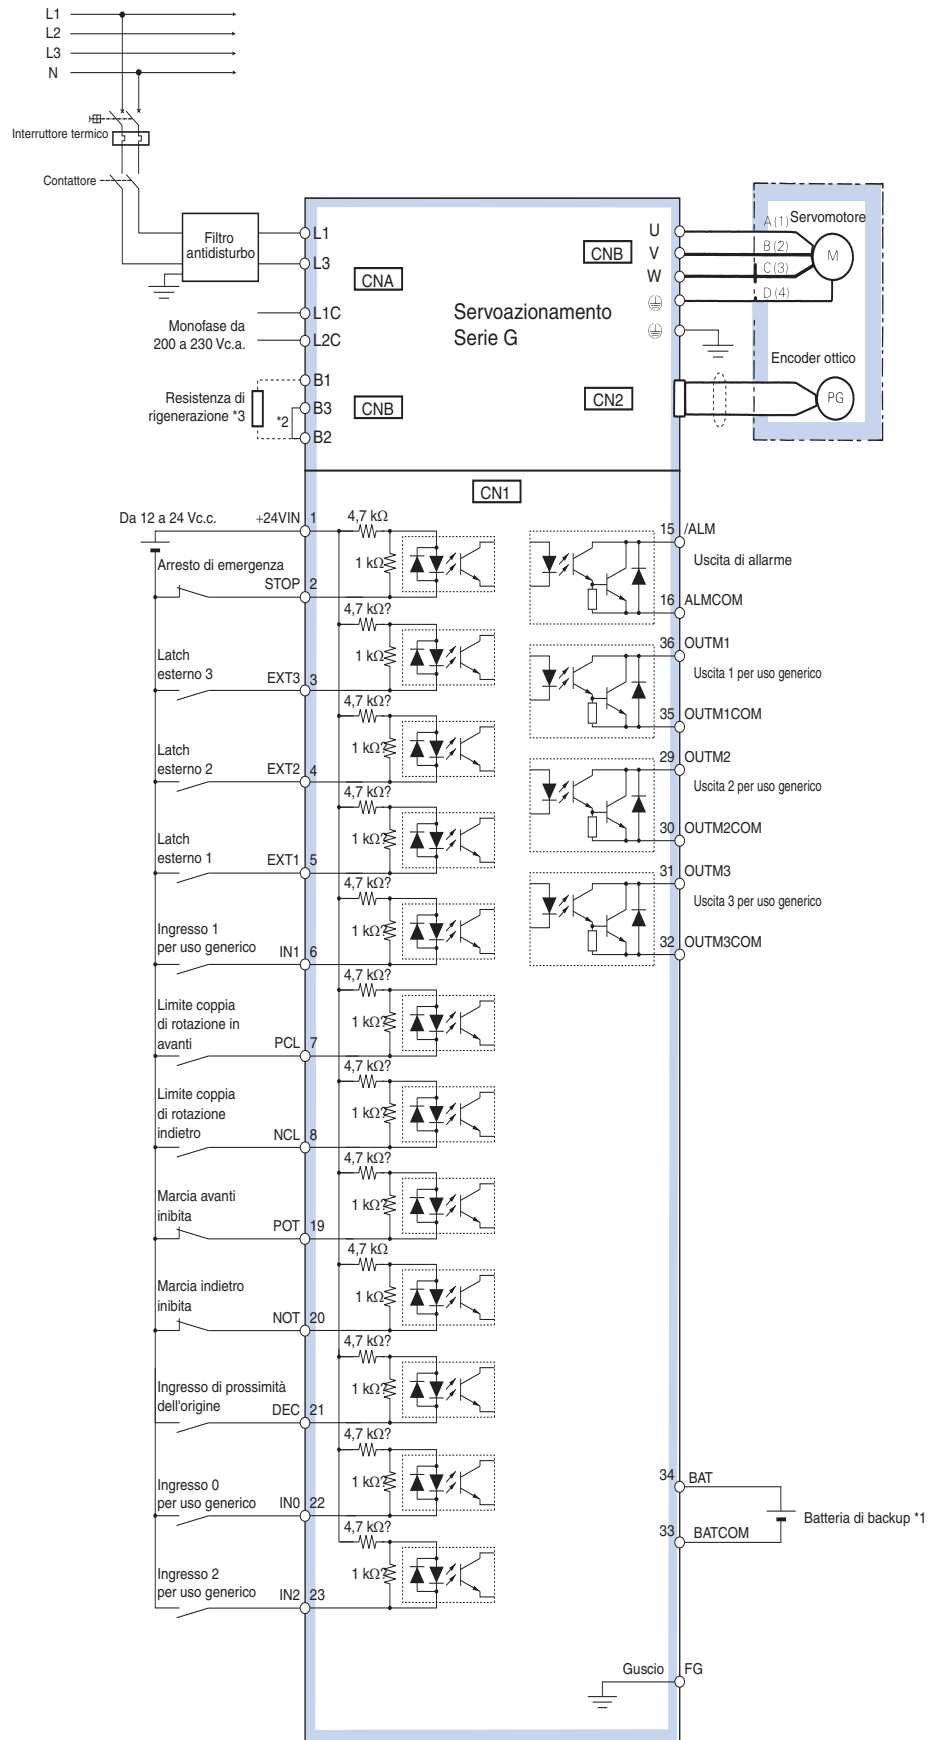 L1
L2
L3
N
Interruttore termico
Contattore
Filtro
antidisturbo
L1
L3
CNA
L1C
L2C
Monofase da
200 a 230 Vc.a.
B1
B3
B2
CNB
Resistenza di
rigenerazione *3
*2
Servoazionamento
Serie G
U
V
W
CNB
A (1)
B (2)
C (3)
D (4)
Servomotore
M
Encoder ottico
CN2
PG
CN1
Da 12 a 24 Vc.c.
+24VIN
1
4,7 kΩ
1 kΩ
Arresto di emergenza
STOP
2
4,7 kΩ?
1 kΩ
Latch
esterno 3
EXT3
3
4,7 kΩ?
1 kΩ?
Latch
esterno 2
EXT2
4
4,7 kΩ?
1 kΩ?
Latch
esterno 1
EXT1
5
4,7 kΩ?
1 kΩ?
Ingresso 1
per uso generico
IN1
6
4,7 kΩ?
1 kΩ?
Limite coppia
di rotazione in
avanti
PCL
7
4,7 kΩ?
1 kΩ?
Limite coppia
di rotazione
indietro
NCL
8
4,7 kΩ?
1 kΩ?
Marcia avanti
inibita
POT
19
4,7 kΩ
1 kΩ
Marcia indietro
inibita
NOT
20
4,7 kΩ?
1 kΩ?
Ingresso di prossimità
dell'origine
DEC
21
4,7 kΩ?
1 kΩ?
Ingresso 0
per uso generico
IN0
22
4,7 kΩ?
1 kΩ?
Ingresso 2
per uso generico
IN2
23
15
/ALM
Uscita di allarme
16
ALMCOM
36
OUTM1
Uscita 1 per uso generico
35
OUTM1COM
29
OUTM2
Uscita 2 per uso generico
30
OUTM2COM
31
OUTM3
Uscita 3 per uso generico
32
OUTM3COM
34
BAT
Batteria di backup *1
33
BATCOM
Guscio
FG